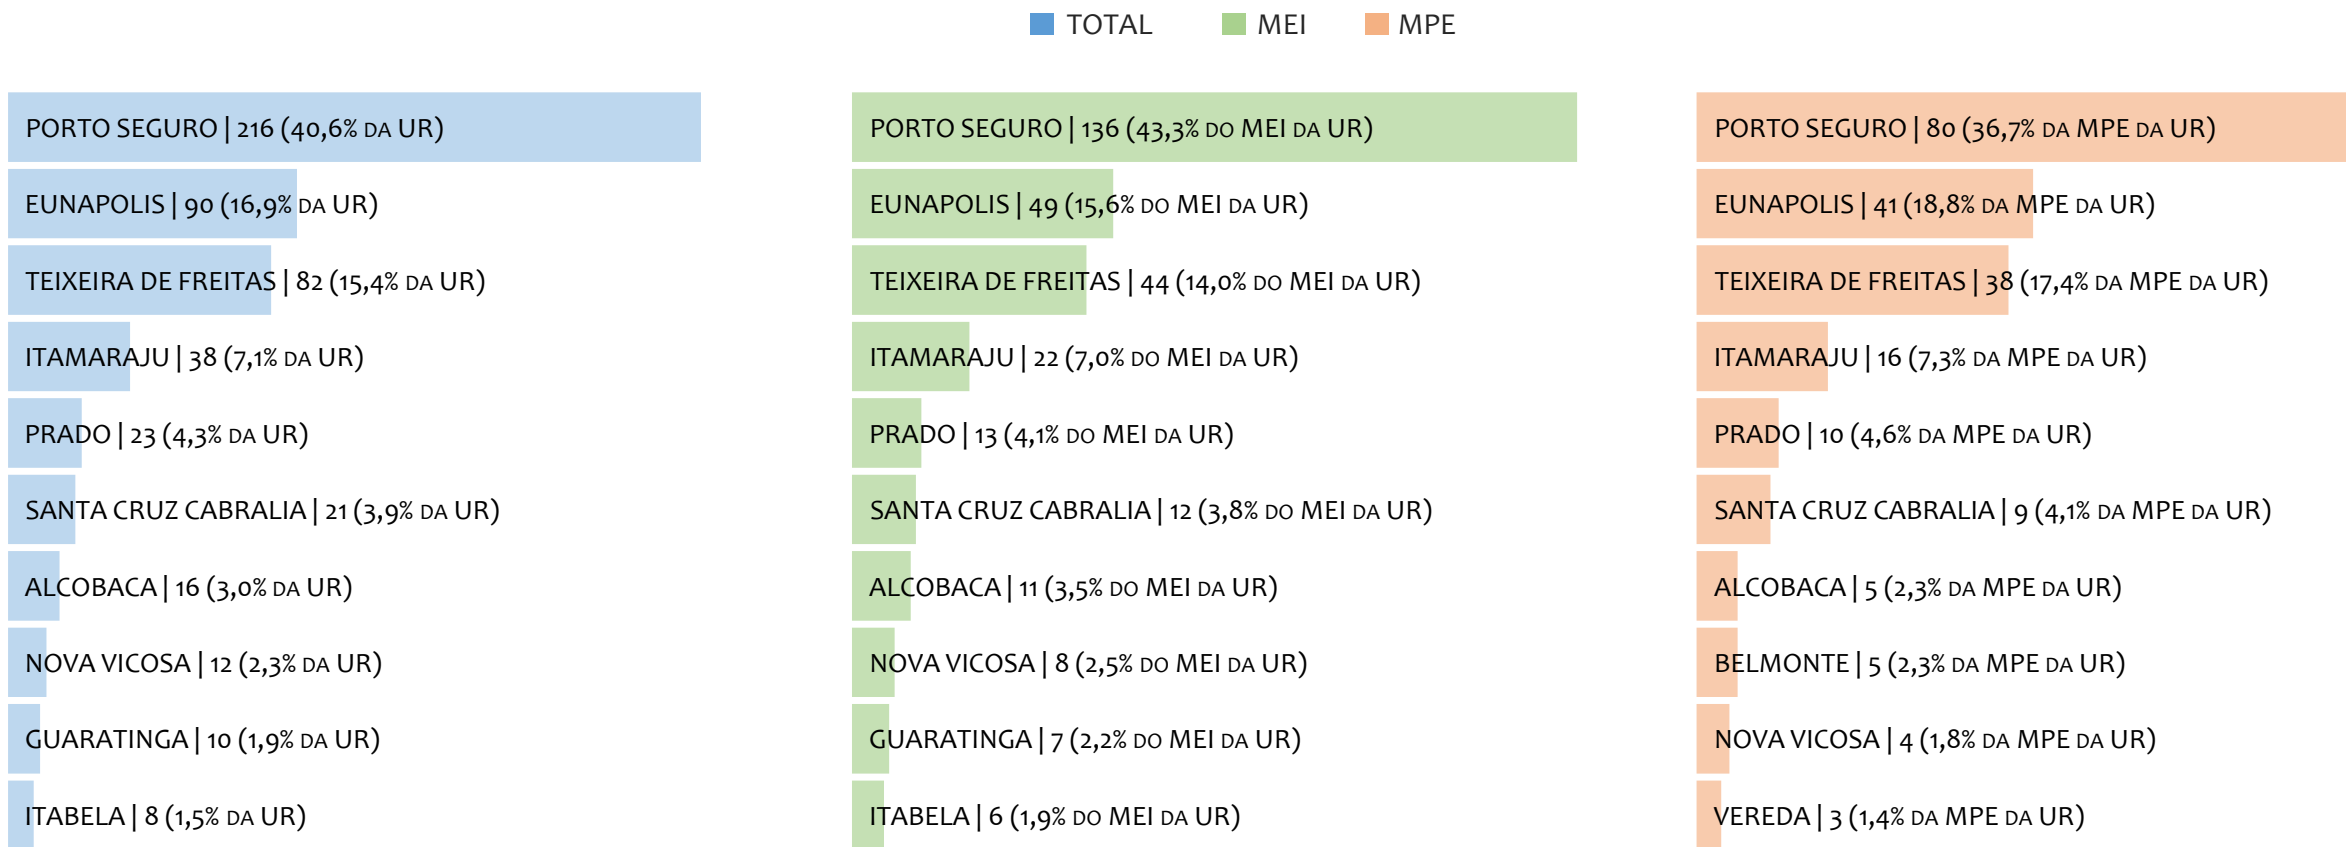 TOTAL MEI MPE
PORTO SEGURO | 216 (40,6% DA UR)
EUNAPOLIS | 90 (16,9% DA UR)
TEIXEIRA DE FREITAS | 82 (15,4% DA UR)
ITAMARAJU | 38 (7,1% DA UR)
PRADO | 23 (4,3% DA UR)
SANTA CRUZ CABRALIA | 21 (3,9% DA UR)
ALCOBACA | 16 (3,0% DA UR)
NOVA VICOSA | 12 (2,3% DA UR)
GUARATINGA | 10 (1,9% DA UR)
ITABELA | 8 (1,5% DA UR)
PORTO SEGURO | 136 (43,3% DO MEI DA UR)
EUNAPOLIS | 49 (15,6% DO MEI DA UR)
TEIXEIRA DE FREITAS | 44 (14,0% DO MEI DA UR)
ITAMARAJU | 22 (7,0% DO MEI DA UR)
PRADO | 13 (4,1% DO MEI DA UR)
SANTA CRUZ CABRALIA | 12 (3,8% DO MEI DA UR)
ALCOBACA | 11 (3,5% DO MEI DA UR)
NOVA VICOSA | 8 (2,5% DO MEI DA UR)
GUARATINGA | 7 (2,2% DO MEI DA UR)
ITABELA | 6 (1,9% DO MEI DA UR)
PORTO SEGURO | 80 (36,7% DA MPE DA UR)
EUNAPOLIS | 41 (18,8% DA MPE DA UR)
TEIXEIRA DE FREITAS | 38 (17,4% DA MPE DA UR)
ITAMARAJU | 16 (7,3% DA MPE DA UR)
PRADO | 10 (4,6% DA MPE DA UR)
SANTA CRUZ CABRALIA | 9 (4,1% DA MPE DA UR)
ALCOBACA | 5 (2,3% DA MPE DA UR)
BELMONTE | 5 (2,3% DA MPE DA UR)
NOVA VICOSA | 4 (1,8% DA MPE DA UR)
VEREDA | 3 (1,4% DA MPE DA UR)